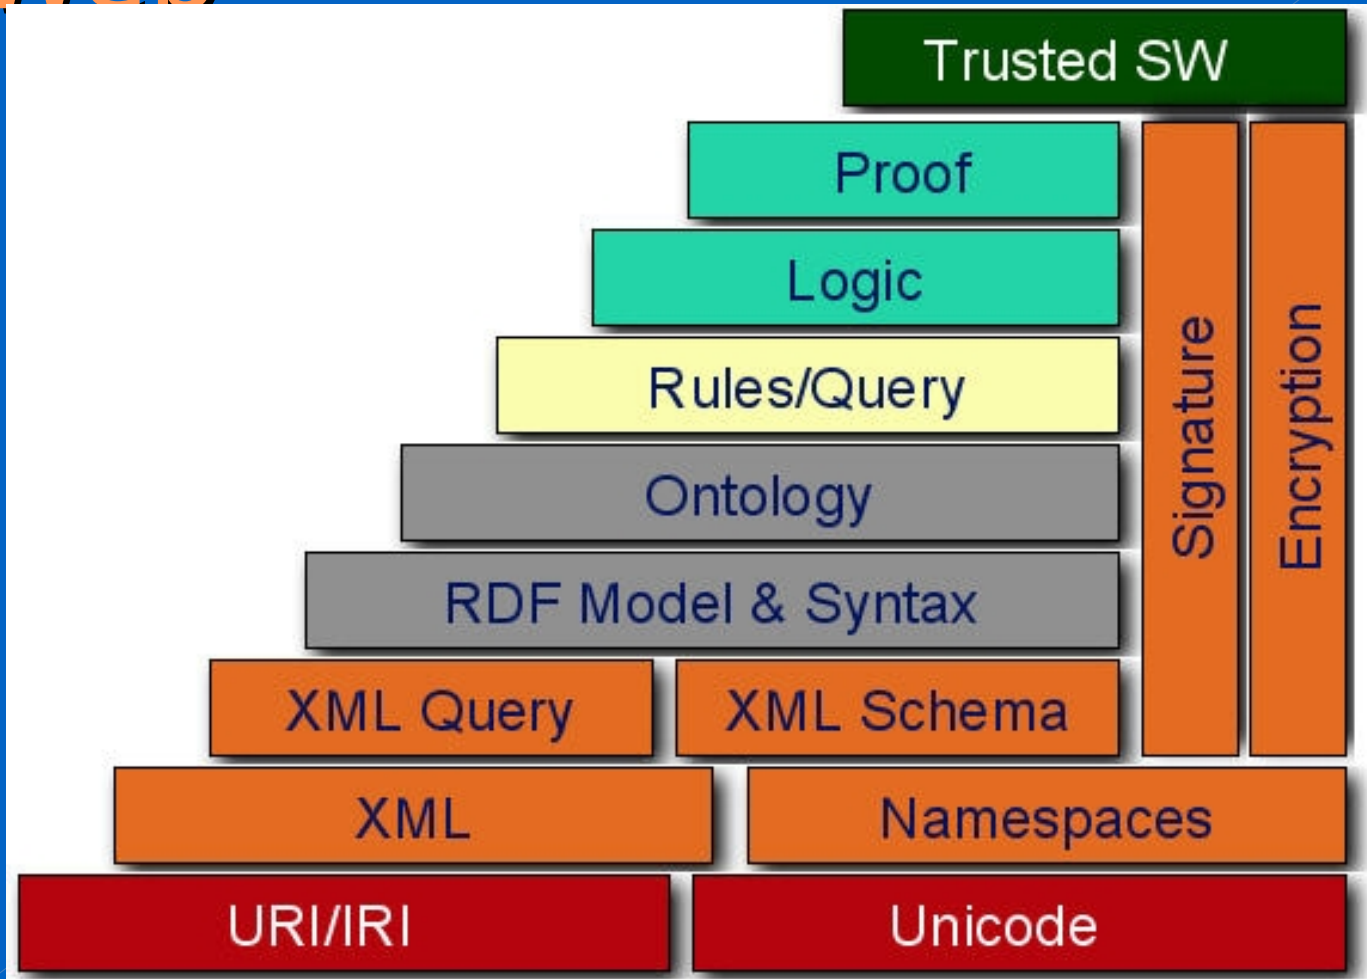 Trusted SW
Proof
Logic
Rules/Query
Ontology
RDF Model & Syntax
Signature
Encryption
XML Query
XML Schema
XML
Namespaces
URI/IRI
Unicode